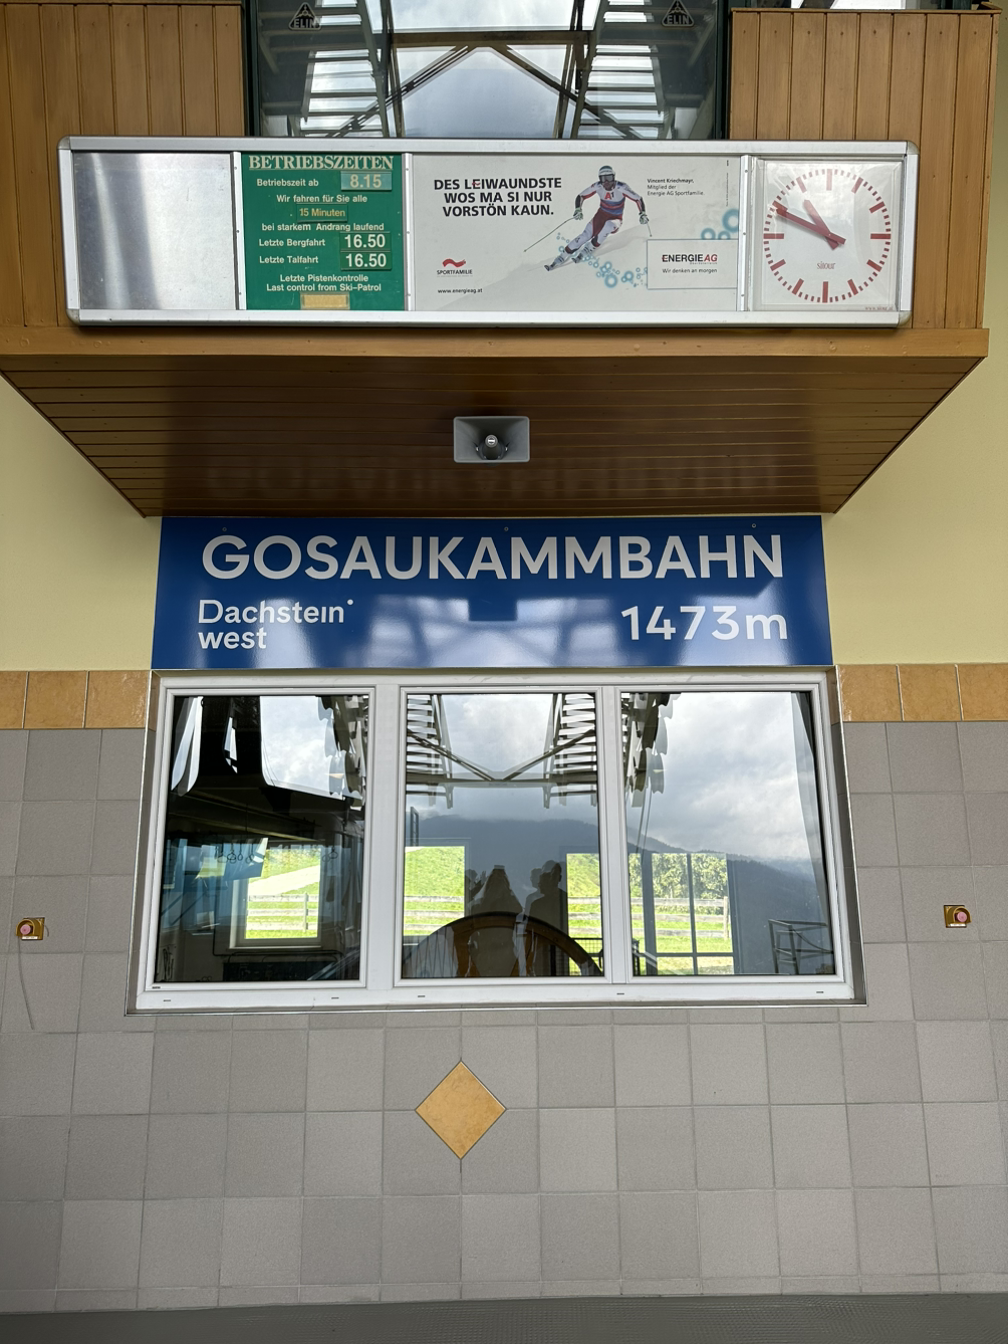 ELIN
ELIN
BETRIEBSZEITEN
Betriebszeit ab 8.15
Wir fahren für Sie alle
15 Minuten
bei starkem Andrang laufend
Letzte Bergfahrt 16.50
Letzte Talfahrt 16.50
Letzte Pistenkontrolle
Last control from Ski-Patrol
DES LEIWAUNDSTE
WOS MA SI NUR
VORSTÖN KAUN.
SPORTFAMILIE
www.energieag.at
A1
Vincent Kriechmayr,
Mitglied der
Energie AG Sportfamilie
ENERGIEAG
Wir denken an morgen
sitour
GOSAUKAMMBAHN
Dachstein
west
1473m